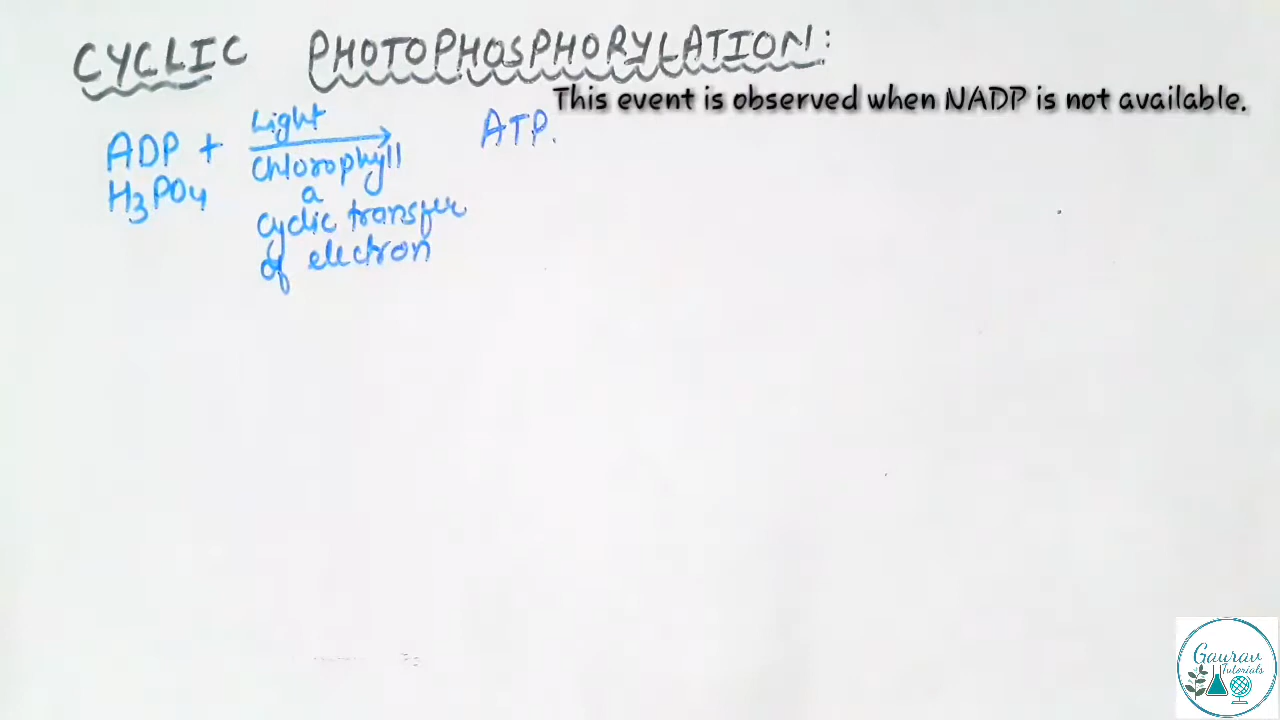 CYCLIC PHOTOPHOSPHORYLATION:
This event is observed when NADP is not available.
ADP + Light ATP.
H3PO4 Chlorophyll
a
cyclic transfer
of electron
Gaurav
Tutorials